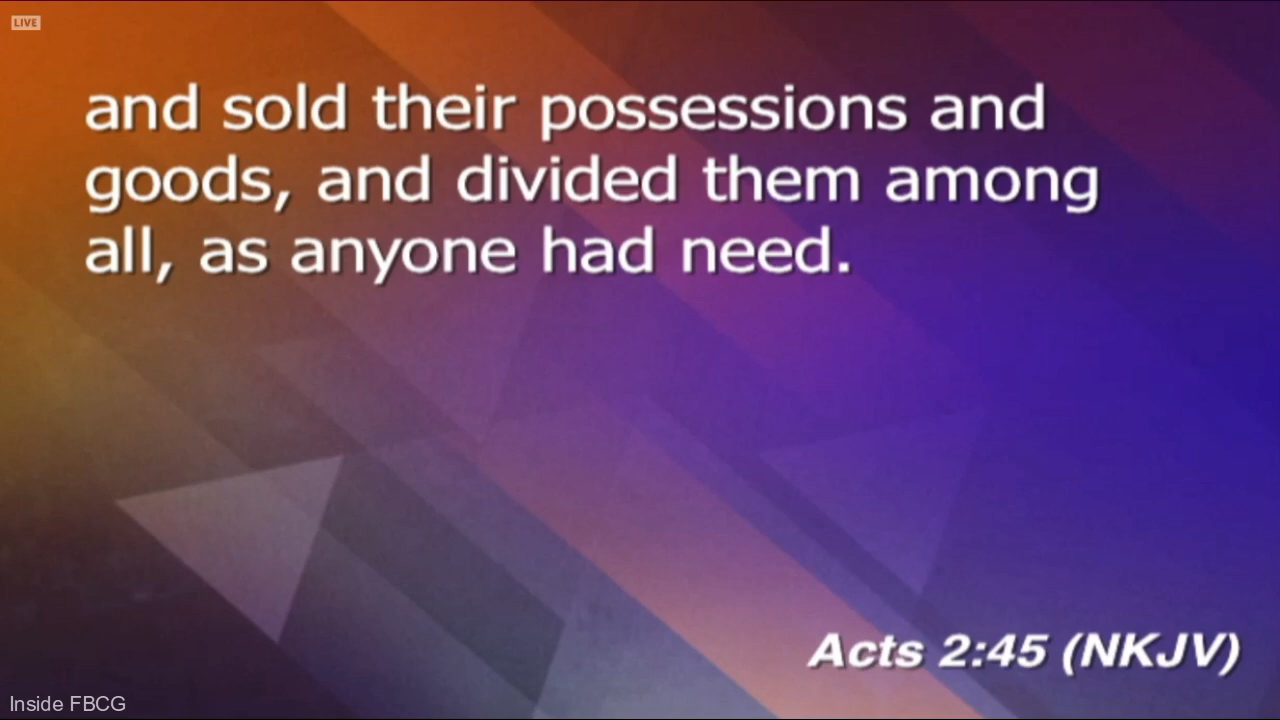 LIVE
and sold their possessions and
goods, and divided them among
all, as anyone had need.
Acts 2:45 (NKJV)
Inside FBCG